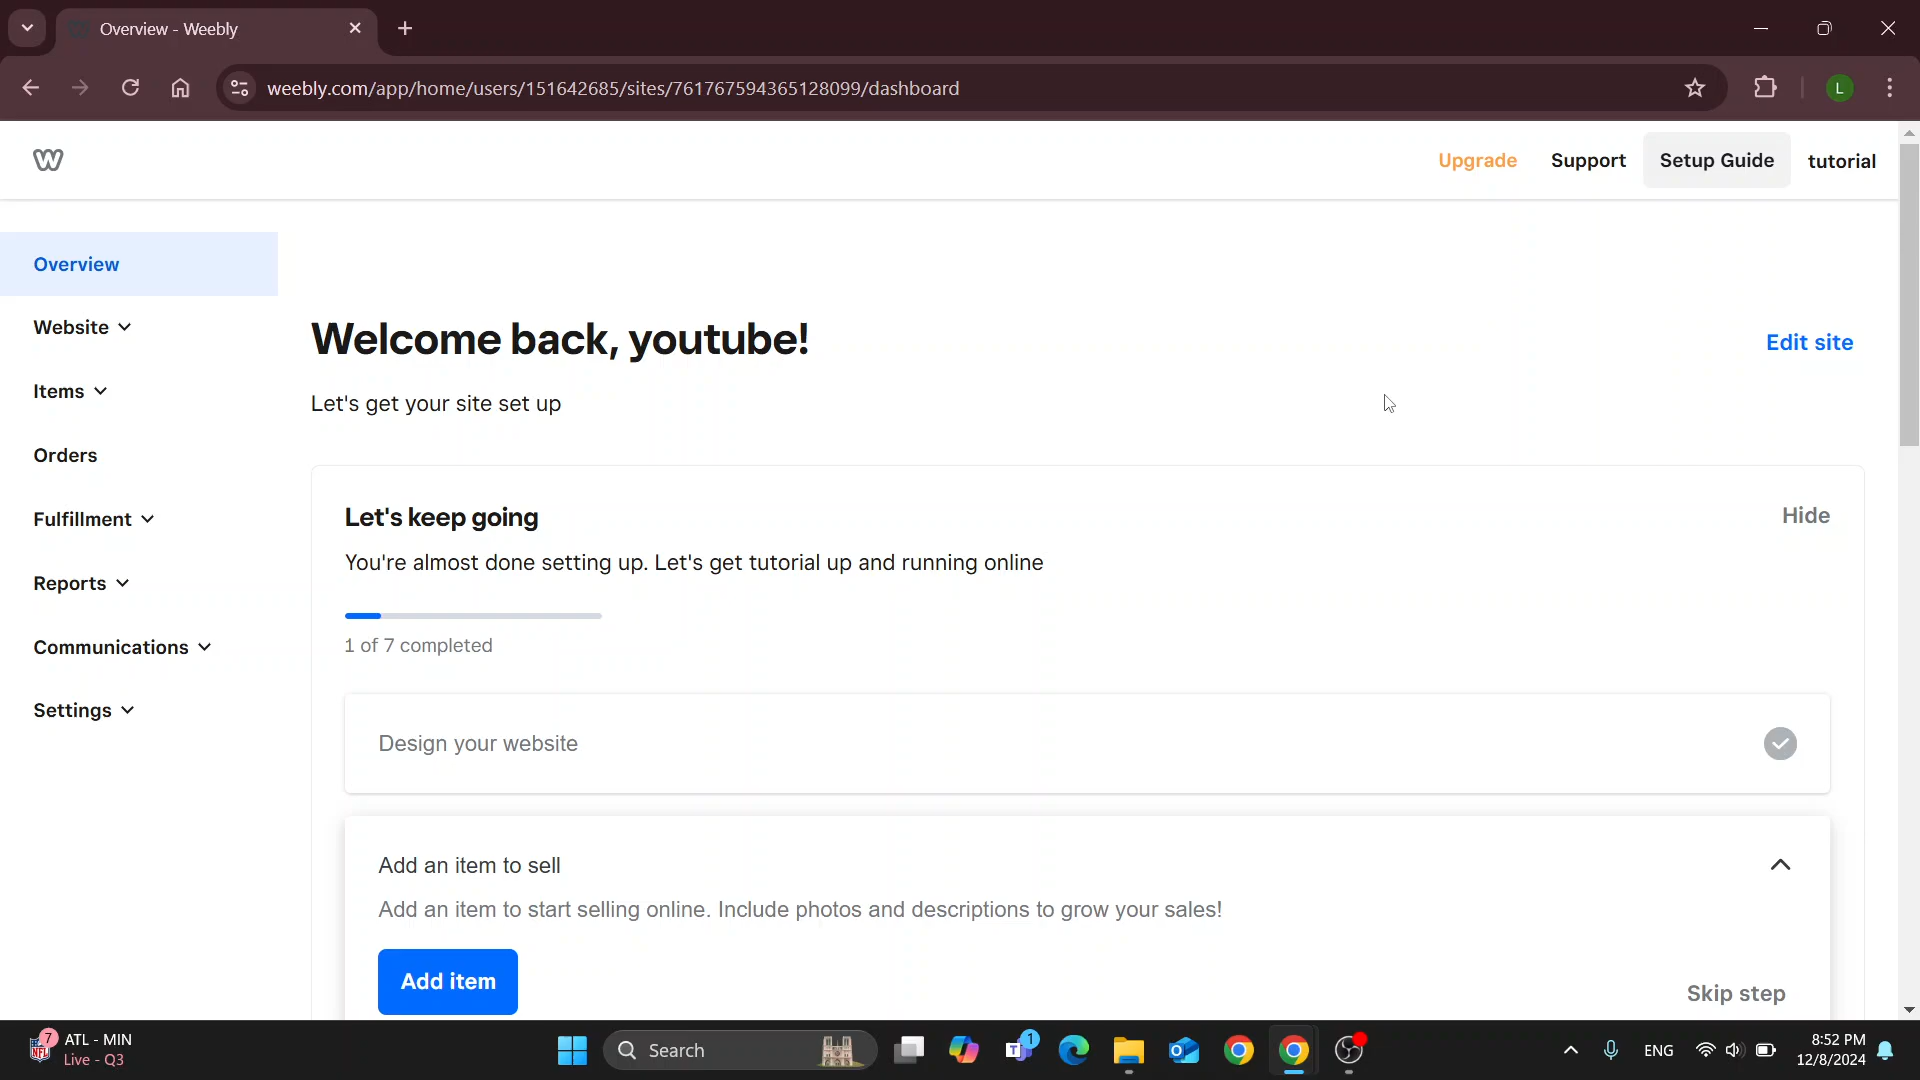 Overview - Weebly
weebly.com/app/home/users/151642685/sites/761767594365128099/dashboard
L
Upgrade
Support
Setup Guide
tutorial
Overview
Website
Items
Orders
Fulfillment
Reports
Communications
Settings
Welcome back, youtube!
Edit site
Let's get your site set up
Let's keep going
Hide
You're almost done setting up. Let's get tutorial up and running online
1 of 7 completed
Design your website
Add an item to sell
Add an item to start selling online. Include photos and descriptions to grow your sales!
Add item
Skip step
7
NFL
ATL - MIN
Live - Q3
Search
1
ENG
8:52 PM
12/8/2024